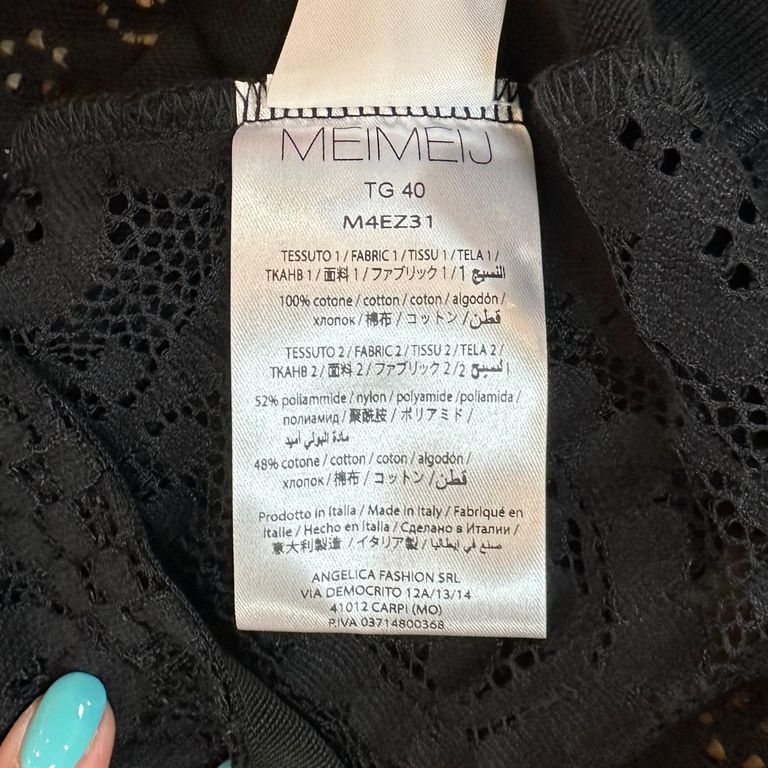 MEIMEIJ
TG 40
M4EZ31
TESSUTO 1 / FABRIC 1 / TISSU 1 / TELA 1 /
ТКАНВ 1 / 面料 1 / ファブリック 1 / النسيج 1
100% cotone / cotton / coton / algodón /
хлопок / 棉布 / コットン / قطن
TESSUTO 2 / FABRIC 2 / TISSU 2 / TELA 2 /
ТКАНВ 2 / 面料 2 / ファブリック 2 / النسيج 2
52% poliammide / nylon / polyamide / poliamida /
полиамид / 聚酰胺 / ポリアミド /
مادة البولي أميد
48% cotone / cotton / coton / algodón /
хлопок / 棉布 / コットン / قطن
Prodotto in Italia / Made in Italy / Fabriqué en
Italie / Hecho en Italia / Сделано в Италии /
意大利製造 / イタリア製 / صنع في إيطاليا
ANGELICA FASHION SRL
VIA DEMOCRITO 12A/13/14
41012 CARPI (MO)
P.IVA 03714800368